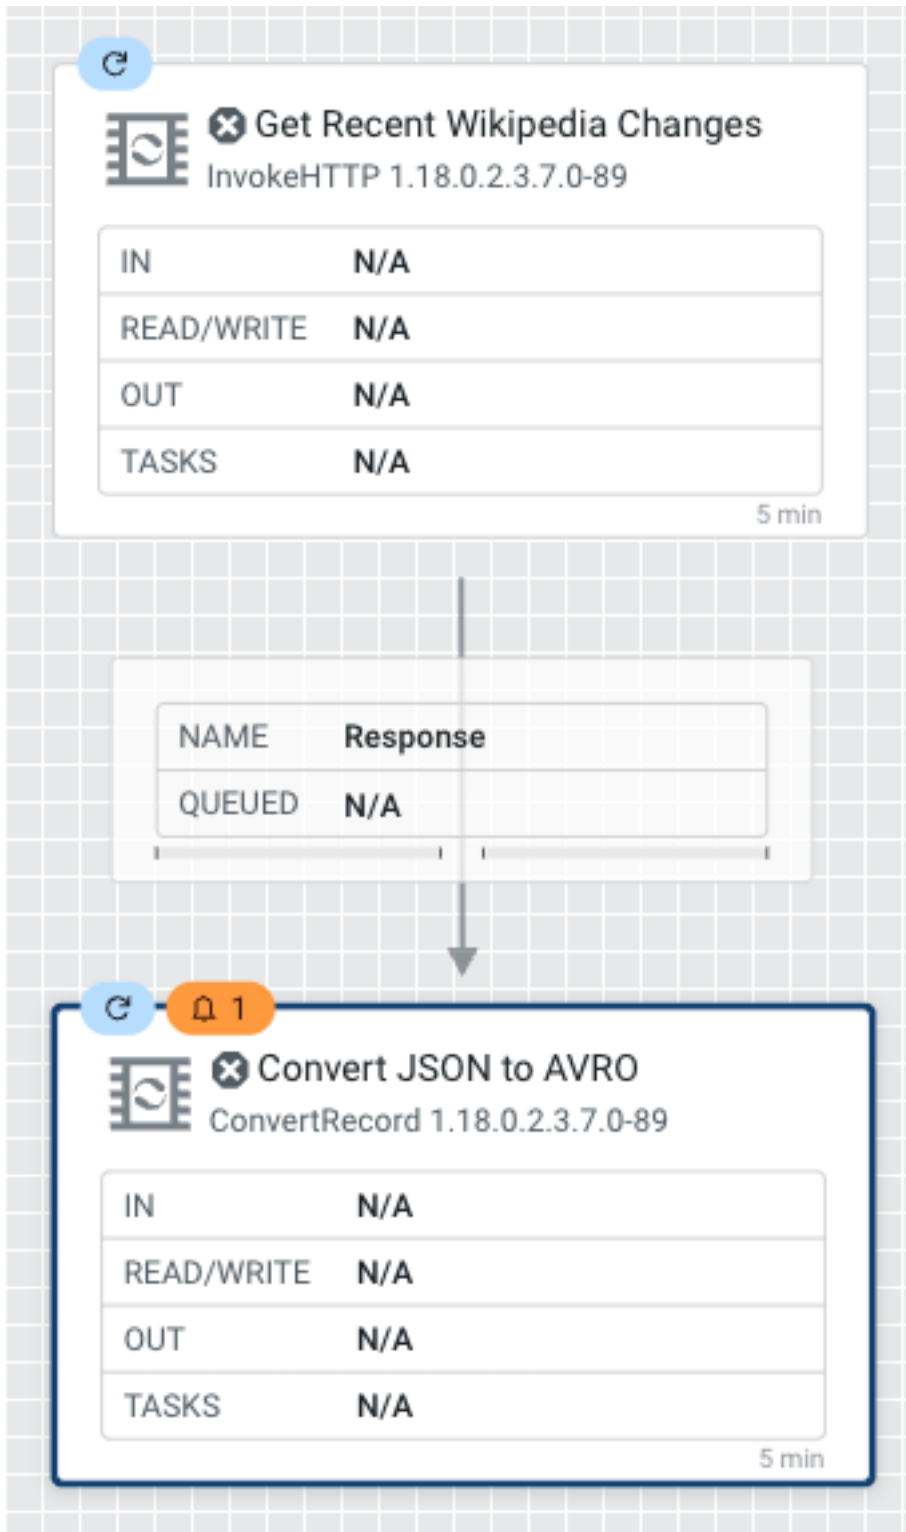 Get Recent Wikipedia Changes
InvokeHTTP 1.18.0.2.3.7.0-89
IN N/A
READ/WRITE N/A
OUT N/A
TASKS N/A
5 min
NAME Response
QUEUED N/A
1
Convert JSON to AVRO
ConvertRecord 1.18.0.2.3.7.0-89
IN N/A
READ/WRITE N/A
OUT N/A
TASKS N/A
5 min